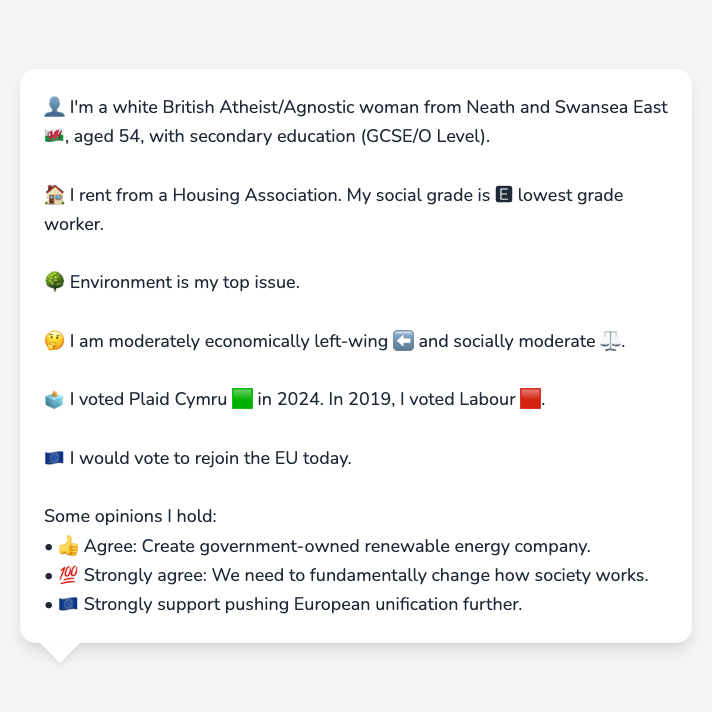 👤 I'm a white British Atheist/Agnostic woman from Neath and Swansea East
🏴󠁧󠁢󠁷󠁬󠁳󠁿, aged 54, with secondary education (GCSE/O Level).
🏠 I rent from a Housing Association. My social grade is 🅴 lowest grade
worker.
🌳 Environment is my top issue.
🤔 I am moderately economically left-wing ⬅️ and socially moderate ⚖️.
🗳️ I voted Plaid Cymru 🟩 in 2024. In 2019, I voted Labour 🟥.
🇪🇺 I would vote to rejoin the EU today.
Some opinions I hold:
• 👍 Agree: Create government-owned renewable energy company.
• 💯 Strongly agree: We need to fundamentally change how society works.
• 🇪🇺 Strongly support pushing European unification further.